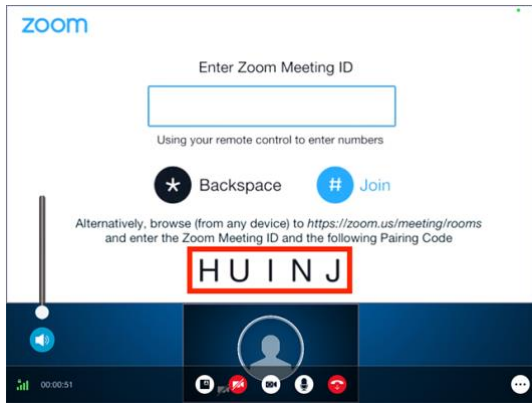 zoom
Enter Zoom Meeting ID
Using your remote control to enter numbers
* Backspace # Join
Alternatively, browse (from any device) to https://zoom.us/meeting/rooms
and enter the Zoom Meeting ID and the following Pairing Code
H U I N J
00:00:51